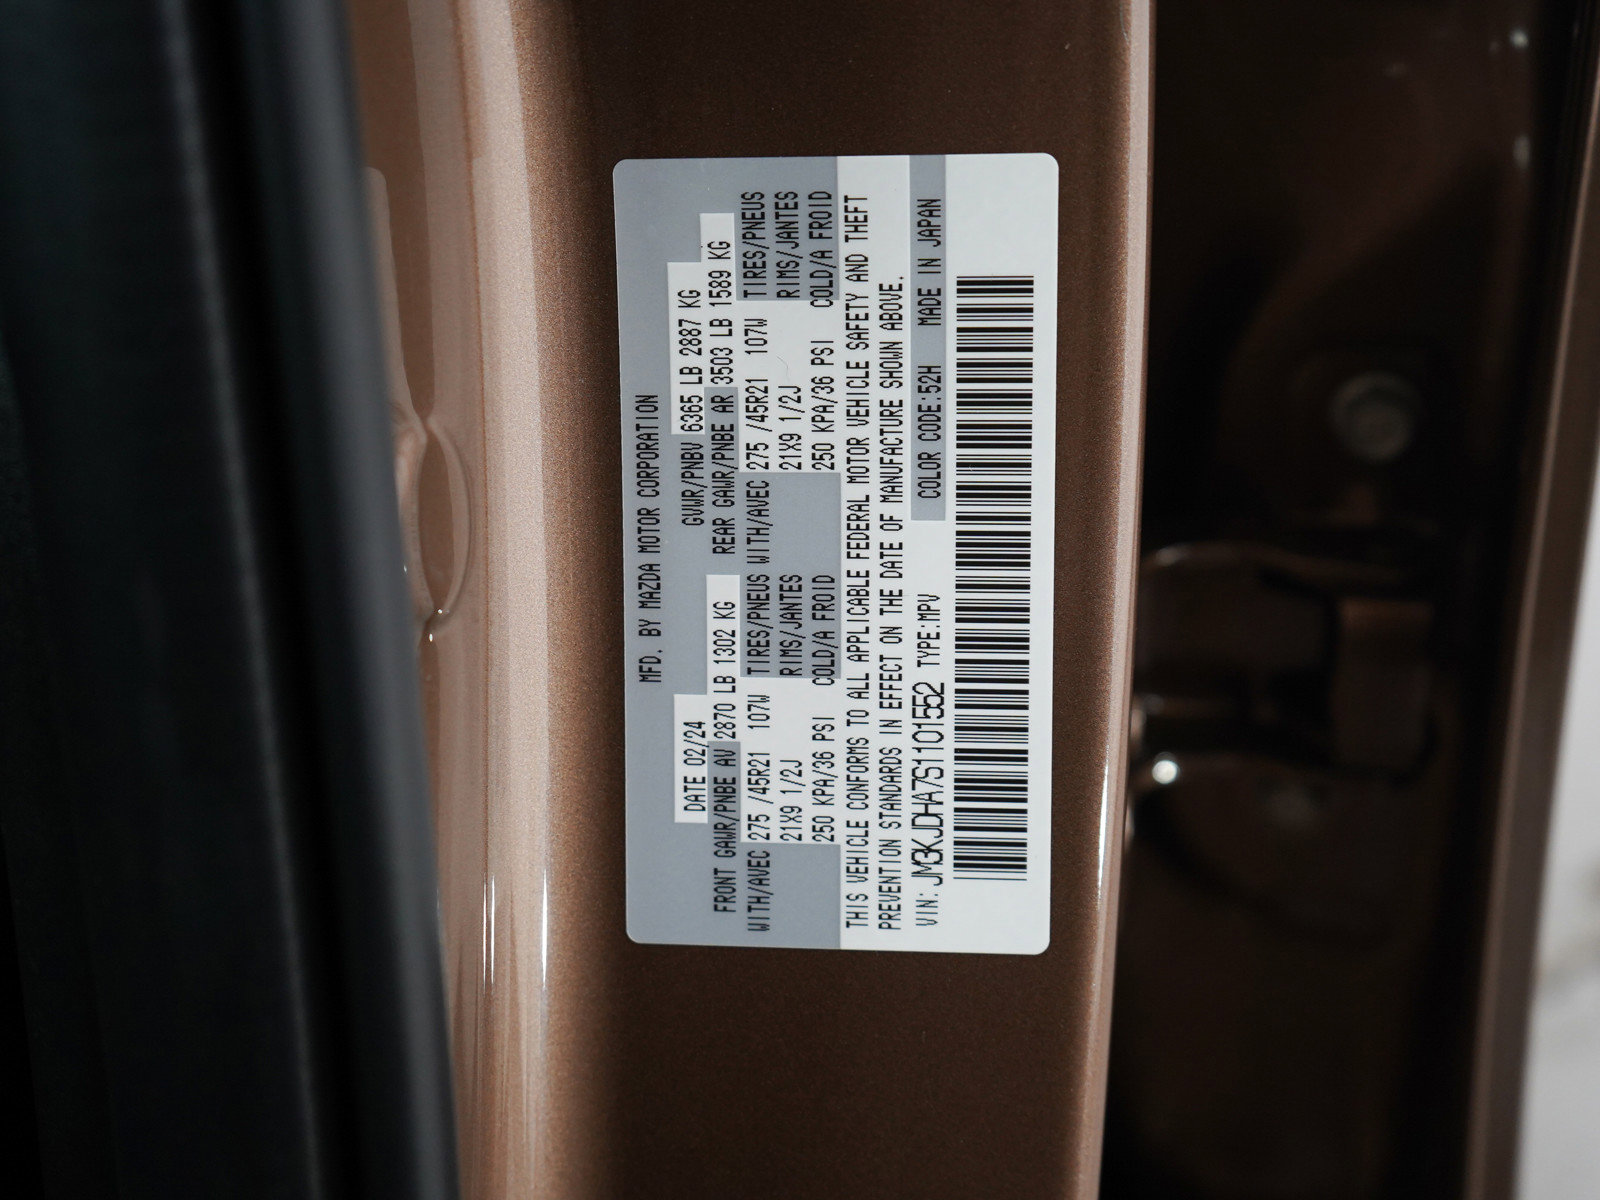 MFD. BY MAZDA MOTOR CORPORATION
DATE 02/24 GVWR/PNBV 6365 LB 2887 KG
FRONT GAWR/PNBE AV 2870 LB 1302 KG REAR GAWR/PNBE AR 3503 LB 1589 KG
WITH/AVEC 275 /45R21 107W TIRES/PNEUS WITH/AVEC 275 /45R21 107W TIRES/PNEUS
21X9 1/2J RIMS/JANTES 21X9 1/2J RIMS/JANTES
250 KPA/36 PSI COLD/A FROID 250 KPA/36 PSI COLD/A FROID
THIS VEHICLE CONFORMS TO ALL APPLICABLE FEDERAL MOTOR VEHICLE SAFETY AND THEFT
PREVENTION STANDARDS IN EFFECT ON THE DATE OF MANUFACTURE SHOWN ABOVE.
VIN: JM3KJDHA7S1101552 TYPE:MPV COLOR CODE:52H MADE IN JAPAN